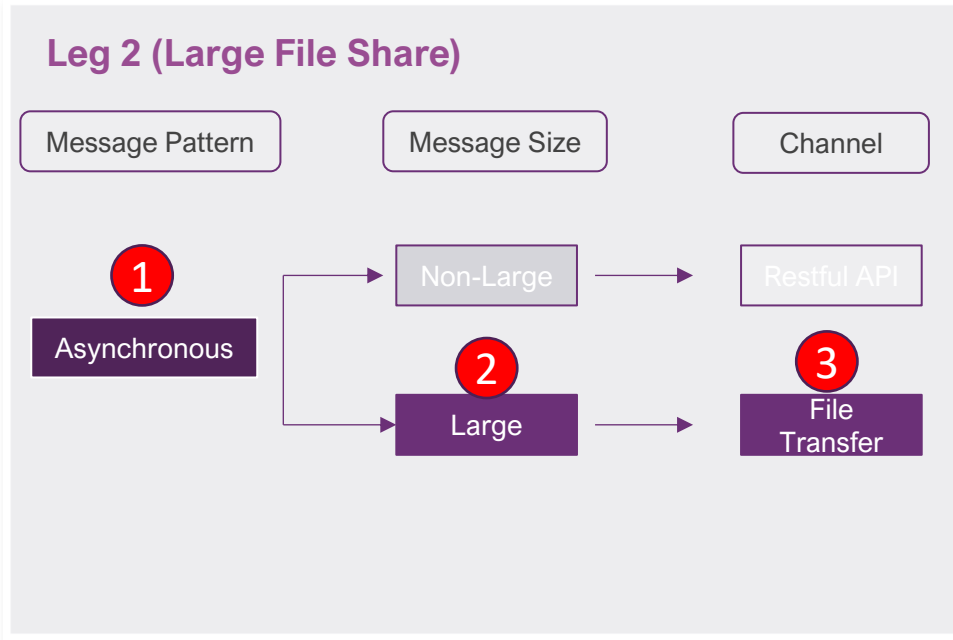 Leg 2 (Large File Share)
Message Pattern
Message Size
Channel
1
Non-Large
Restful API
Asynchronous
2
3
Large
File
Transfer